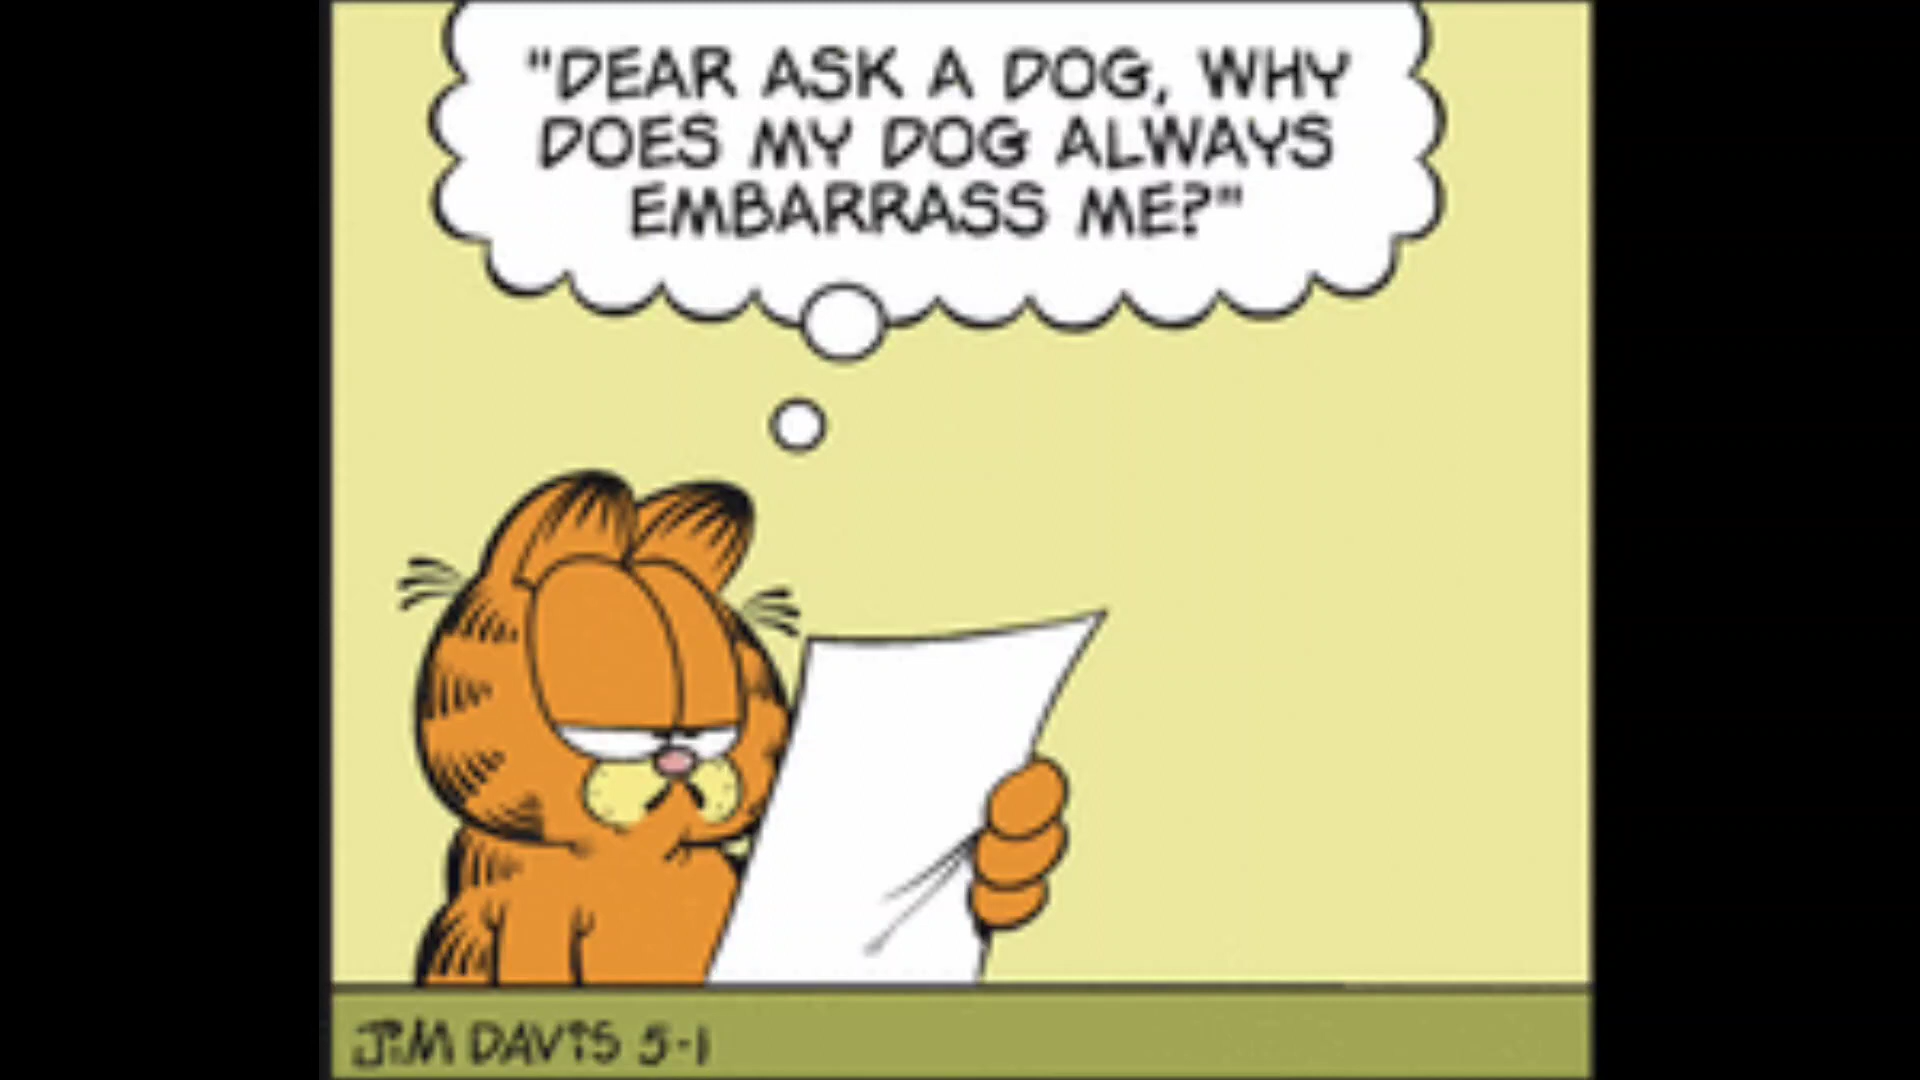 "DEAR ASK A DOG, WHY
DOES MY DOG ALWAYS
EMBARRASS ME?"
JIM DAVIS 5-1